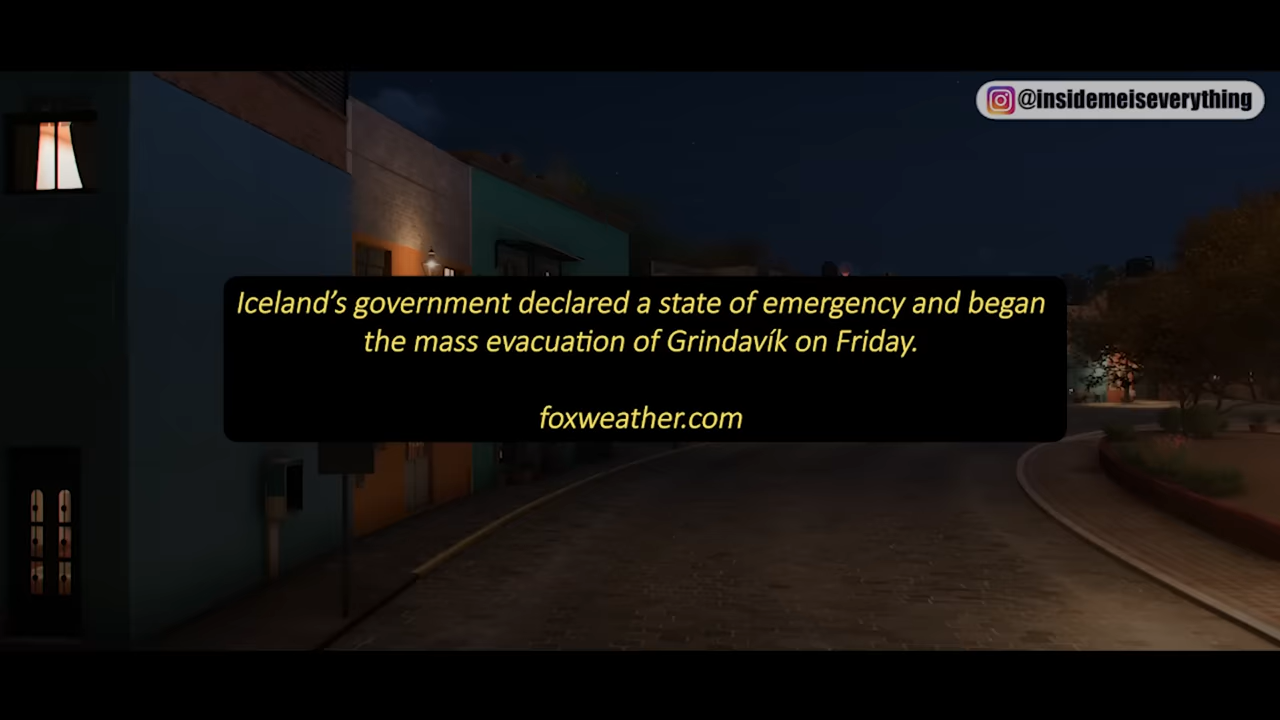 @insidemeiseverything
Iceland’s government declared a state of emergency and began
the mass evacuation of Grindavík on Friday.
foxweather.com